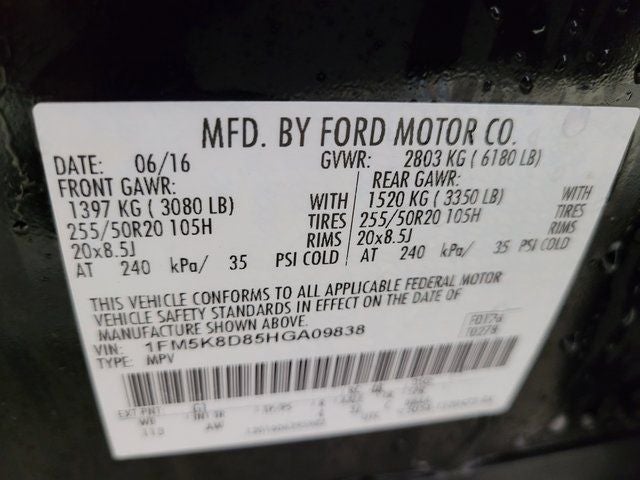 MFD. BY FORD MOTOR CO.
DATE: 06/16 GVWR: 2803 KG ( 6180 LB)
FRONT GAWR: REAR GAWR:
1397 KG ( 3080 LB) WITH 1520 KG ( 3350 LB) WITH
255/50R20 105H TIRES 255/50R20 105H TIRES
20x8.5J RIMS 20x8.5J RIMS
AT 240 kPa/ 35 PSI COLD AT 240 kPa/ 35 PSI COLD
THIS VEHICLE CONFORMS TO ALL APPLICABLE FEDERAL MOTOR
VEHICLE SAFETY STANDARDS IN EFFECT ON THE DATE OF
MANUFACTURE SHOWN ABOVE.
VIN: 1FM5K8D85HGA09838
TYPE: MPV
EXT PNT G1